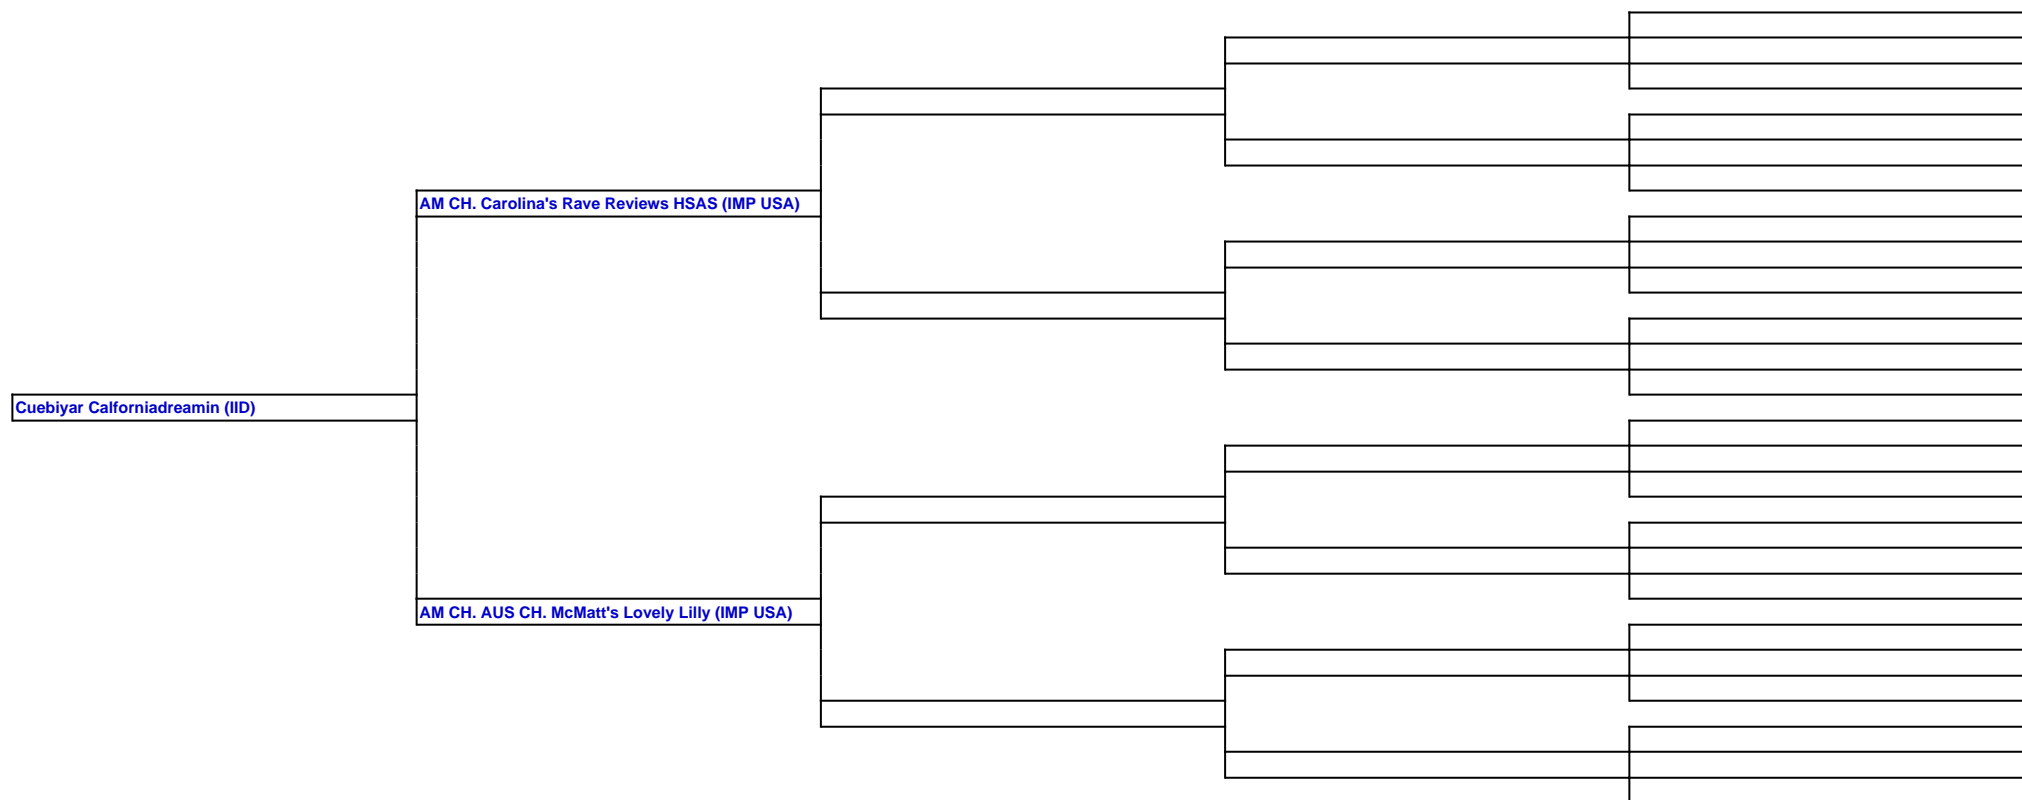 AM CH. Carolina's Rave Reviews HSAS (IMP USA)
Cuebiyar Calforniadreamin (IID)
AM CH. AUS CH. McMatt's Lovely Lilly (IMP USA)